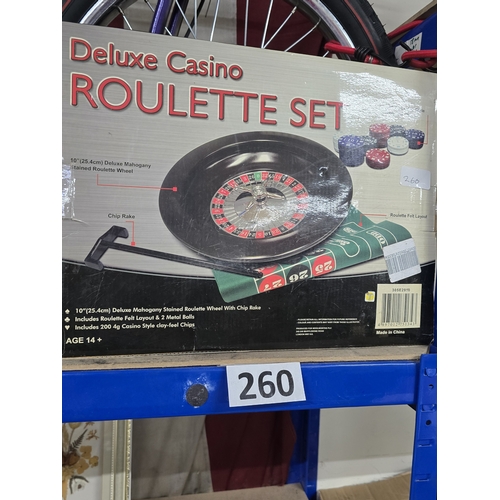 Deluxe Casino
ROULETTE SET
10"(25.4cm) Deluxe Mahogany
Stained Roulette Wheel
Chip Rake
260
Roulette Felt Layout
10"(25.4cm) Deluxe Mahogany Stained Roulette Wheel With Chip Rake
Includes Roulette Felt Layout & 2 Metal Balls
Includes 200 4g Casino Style clay-feel Chips
AGE 14 +
Made in China
260